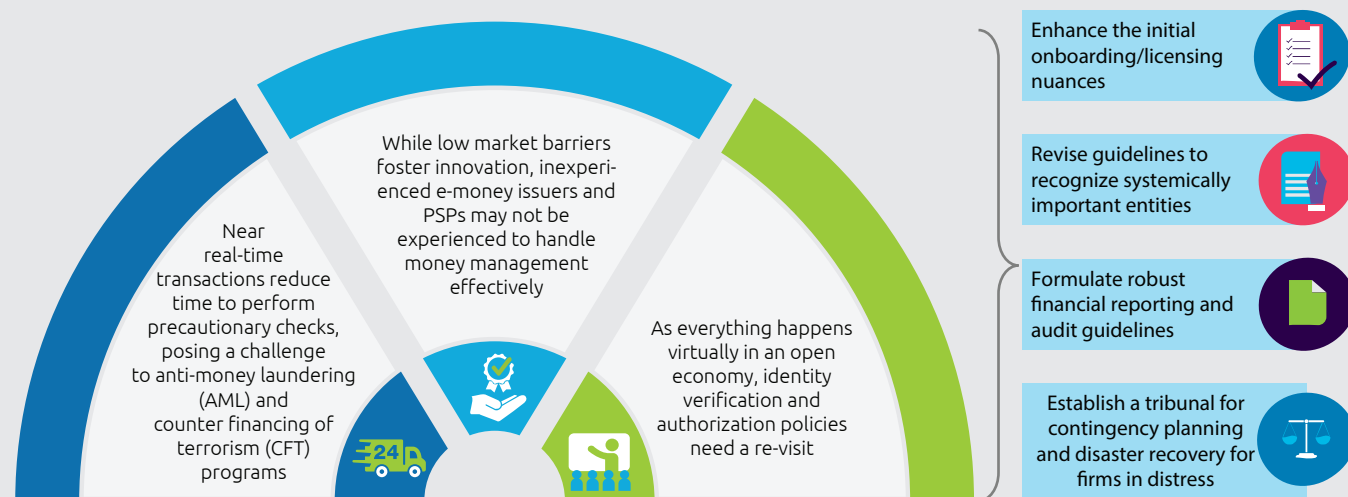 Near
real-time
transactions reduce
time to perform
precautionary checks,
posing a challenge
to anti-money laundering
(AML) and
counter financing of
terrorism (CFT)
programs
24
While low market barriers
foster innovation, inexperi-
enced e-money issuers and
PSPs may not be
experienced to handle
money management
effectively
As everything happens
virtually in an open
economy, identity
verification and
authorization policies
need a re-visit
Enhance the initial
onboarding/licensing
nuances
Revise guidelines to
recognize systemically
important entities
Formulate robust
financial reporting and
audit guidelines
Establish a tribunal for
contingency planning
and disaster recovery for
firms in distress